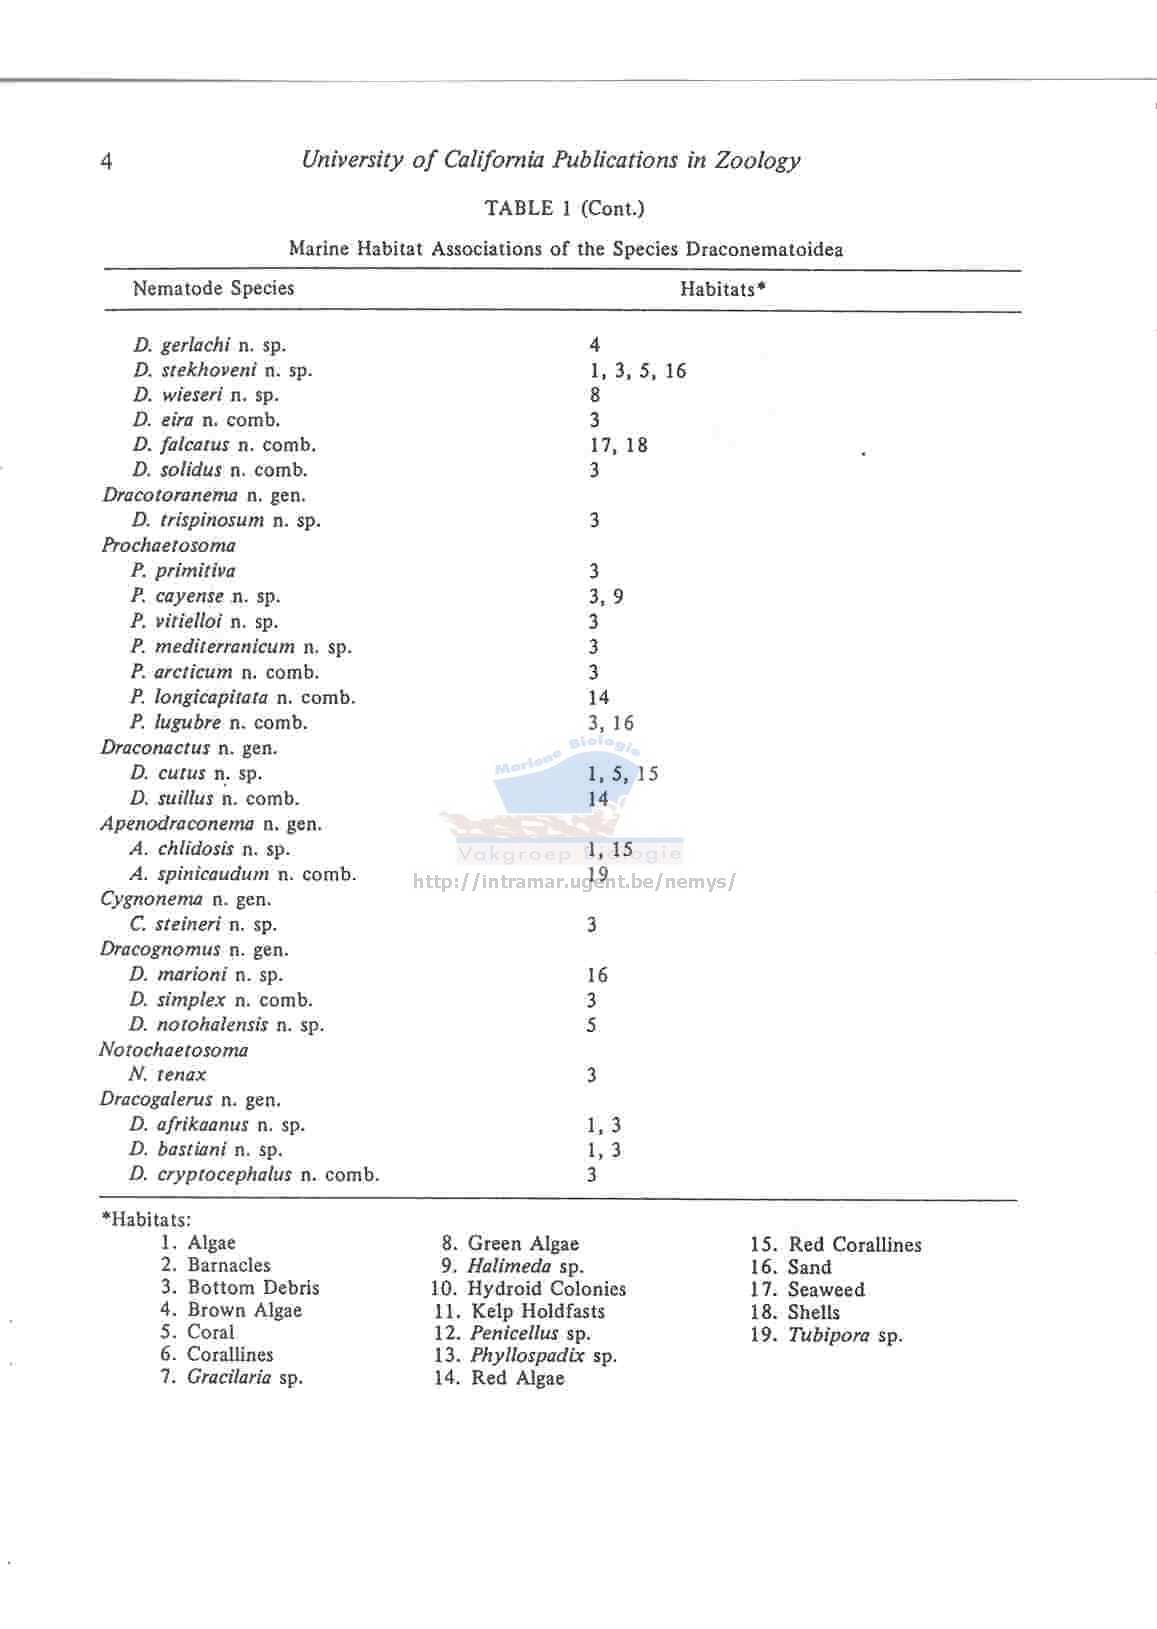 4 University of California Publications in Zoology
TABLE 1 (Cont.)
Marine Habitat Associations of the Species Draconematoidea
Nematode Species Habitats*
D. gerlachi n. sp. 4
D. stekhoveni n. sp. 1, 3, 5, 16
D. wieseri n. sp. 8
D. eira n. comb. 3
D. falcatus n. comb. 17, 18
D. solidus n. comb. 3
Dracotoranema n. gen.
D. trispinosum n. sp. 3
Prochaetosoma
P. primitiva 3
P. cayense n. sp. 3, 9
P. vitielloi n. sp. 3
P. mediterranicum n. sp. 3
P. arcticum n. comb. 3
P. longicapitata n. comb. 14
P. lugubre n. comb. 3, 16
Draconactus n. gen.
Mariene Biologie
D. cutus n. sp. 1, 5, 15
D. suillus n. comb. 14
Apenodraconema n. gen.
A. chlidosis n. sp. 1, 15
Vakgroep Biologie
A. spinicaudum n. comb. 19
http://intramar.ugent.be/nemys/
Cygnonema n. gen.
C. steineri n. sp. 3
Dracognomus n. gen.
D. marioni n. sp. 16
D. simplex n. comb. 3
D. notohalensis n. sp. 5
Notochaetosoma
N. tenax 3
Dracogalerus n. gen.
D. afrikaanus n. sp. 1, 3
D. bastiani n. sp. 1, 3
D. cryptocephalus n. comb. 3
*Habitats:
1. Algae
2. Barnacles
3. Bottom Debris
4. Brown Algae
5. Coral
6. Corallines
7. Gracilaria sp.
8. Green Algae
9. Halimeda sp.
10. Hydroid Colonies
11. Kelp Holdfasts
12. Penicellus sp.
13. Phyllospadix sp.
14. Red Algae
15. Red Corallines
16. Sand
17. Seaweed
18. Shells
19. Tubipora sp.